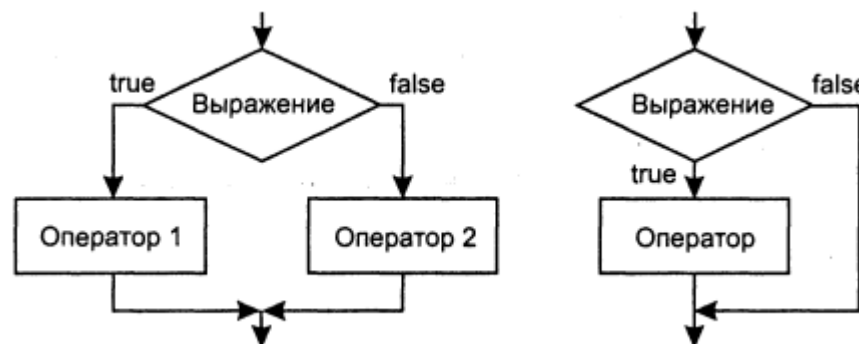 true
Выражение
false
Оператор 1
Оператор 2
Выражение
false
true
Оператор